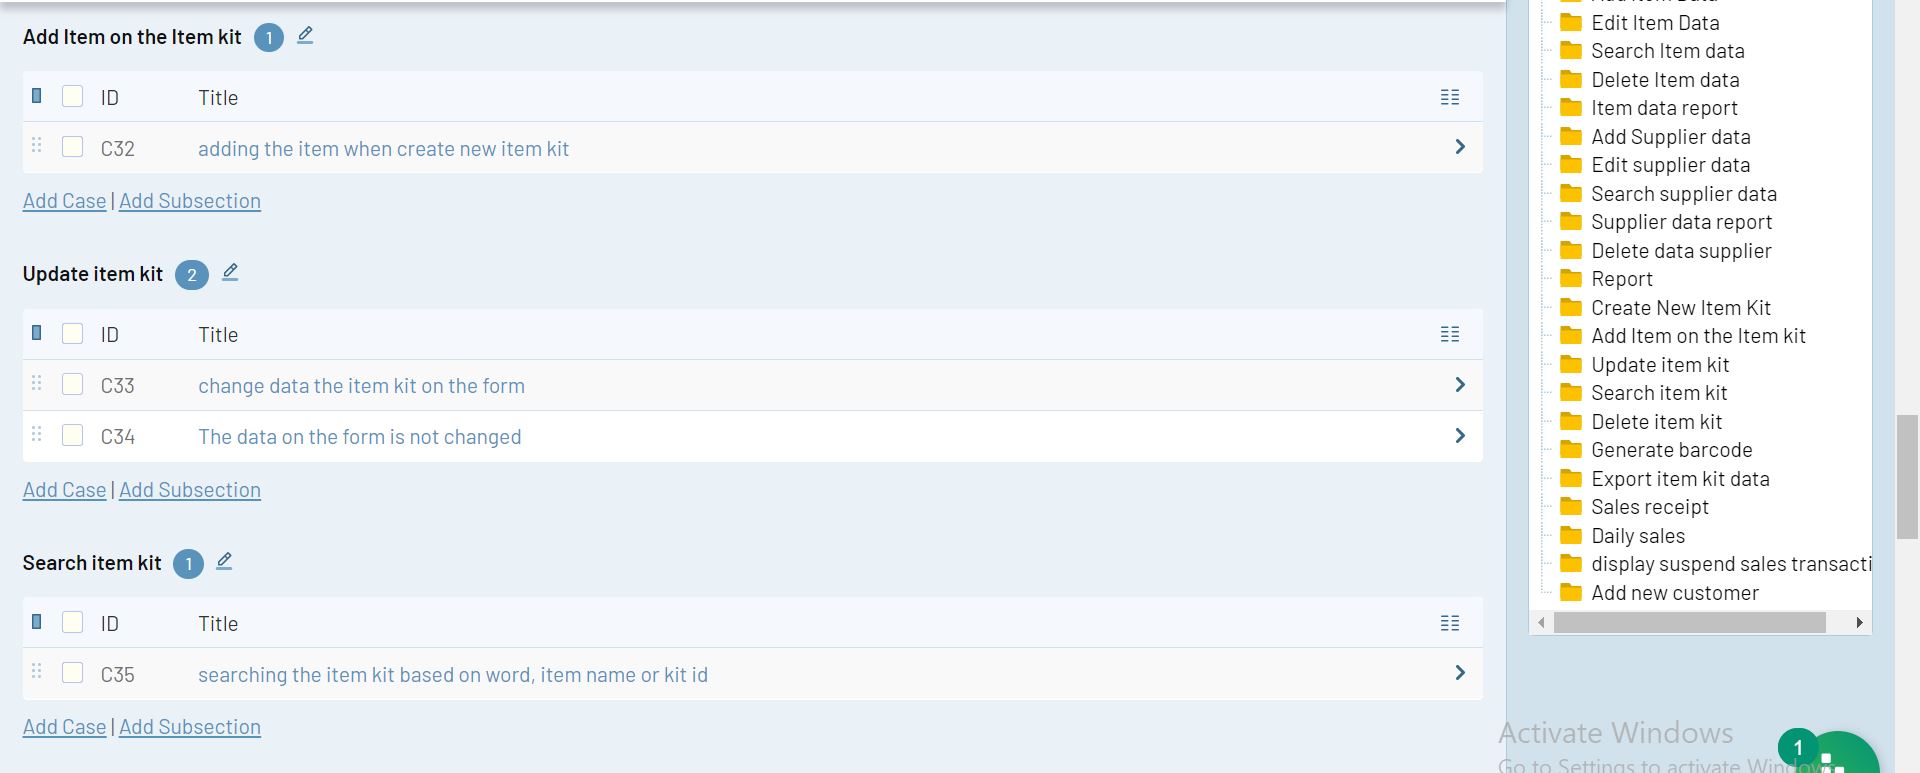 Add Item on the Item kit 1
ID Title
C32 adding the item when create new item kit
Add Case | Add Subsection
Update item kit 2
ID Title
C33 change data the item kit on the form
C34 The data on the form is not changed
Add Case | Add Subsection
Search item kit 1
ID Title
C35 searching the item kit based on word, item name or kit id
Add Case | Add Subsection
Edit Item Data
Search Item data
Delete Item data
Item data report
Add Supplier data
Edit supplier data
Search supplier data
Supplier data report
Delete data supplier
Report
Create New Item Kit
Add Item on the Item kit
Update item kit
Search item kit
Delete item kit
Generate barcode
Export item kit data
Sales receipt
Daily sales
display suspend sales transacti
Add new customer
Activate Windows
Go to Settings to activate Windows.
1